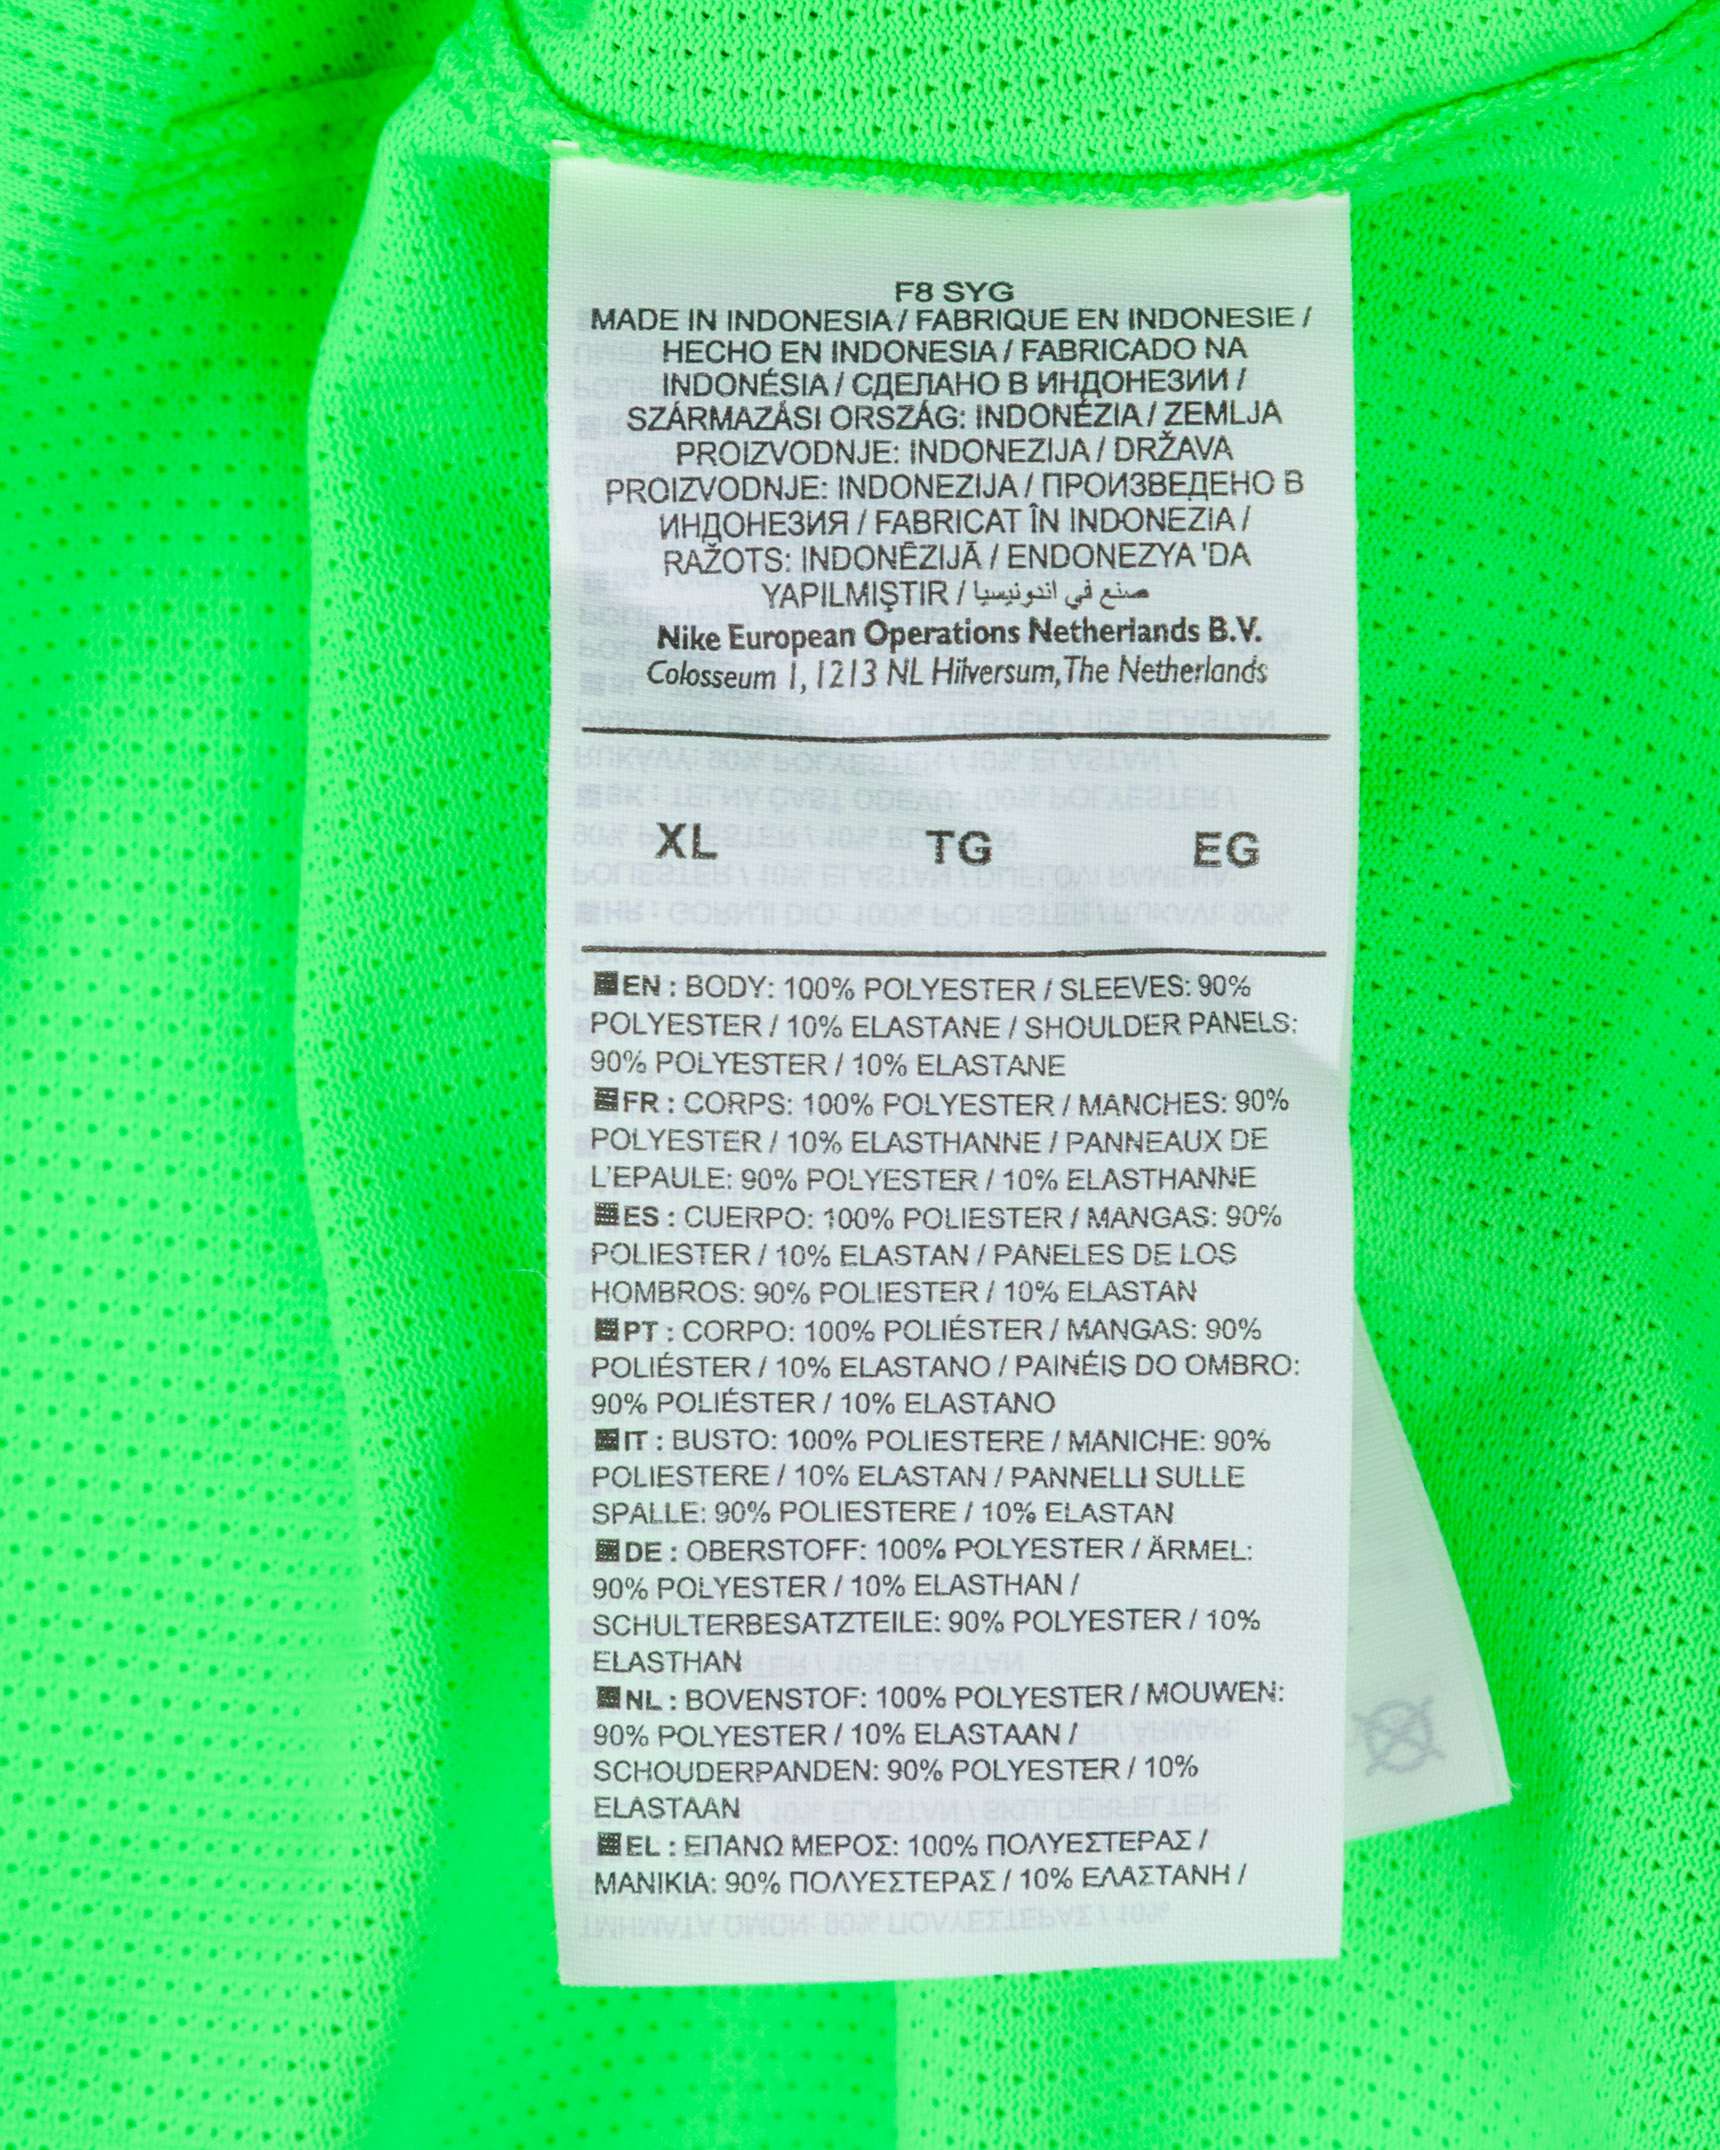 F8 SYG
MADE IN INDONESIA / FABRIQUE EN INDONESIE /
HECHO EN INDONESIA / FABRICADO NA
INDONÉSIA / СДЕЛАНО В ИНДОНЕЗИИ /
SZÁRMAZÁSI ORSZÁG: INDONÉZIA / ZEMLJA
PROIZVODNJE: INDONEZIJA / DRŽAVA
PROIZVODNJE: INDONEZIJA / ПРОИЗВЕДЕНО В
ИНДОНЕЗИЯ / FABRICAT ÎN INDONEZIA /
RAŽOTS: INDONĒZIJĀ / ENDONEZYA 'DA
YAPILMIŞTIR / صنع في اندونيسيا
Nike European Operations Netherlands B.V.
Colosseum 1, 1213 NL Hilversum, The Netherlands
XL TG EG
EN : BODY: 100% POLYESTER / SLEEVES: 90%
POLYESTER / 10% ELASTANE / SHOULDER PANELS:
90% POLYESTER / 10% ELASTANE
FR : CORPS: 100% POLYESTER / MANCHES: 90%
POLYESTER / 10% ELASTHANNE / PANNEAUX DE
L'EPAULE: 90% POLYESTER / 10% ELASTHANNE
ES : CUERPO: 100% POLIESTER / MANGAS: 90%
POLIESTER / 10% ELASTAN / PANELES DE LOS
HOMBROS: 90% POLIESTER / 10% ELASTAN
PT : CORPO: 100% POLIÉSTER / MANGAS: 90%
POLIÉSTER / 10% ELASTANO / PAINÉIS DO OMBRO:
90% POLIÉSTER / 10% ELASTANO
IT : BUSTO: 100% POLIESTERE / MANICHE: 90%
POLIESTERE / 10% ELASTAN / PANNELLI SULLE
SPALLE: 90% POLIESTERE / 10% ELASTAN
DE : OBERSTOFF: 100% POLYESTER / ÄRMEL:
90% POLYESTER / 10% ELASTHAN /
SCHULTERBESATZTEILE: 90% POLYESTER / 10%
ELASTHAN
NL : BOVENSTOF: 100% POLYESTER / MOUWEN:
90% POLYESTER / 10% ELASTAAN /
SCHOUDERPANDEN: 90% POLYESTER / 10%
ELASTAAN
EL : ΕΠΑΝΩ ΜΕΡΟΣ: 100% ΠΟΛΥΕΣΤΕΡΑΣ /
ΜΑΝΙΚΙΑ: 90% ΠΟΛΥΕΣΤΕΡΑΣ / 10% ΕΛΑΣΤΑΝΗ /